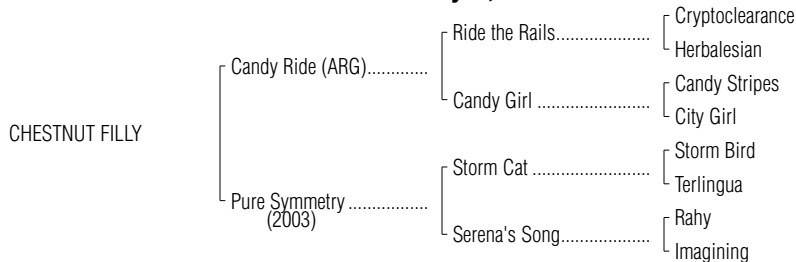 Cryptoclearance
Ride the Rails....................
Herbalesian
Candy Ride (ARG).............
Candy Stripes
Candy Girl .........................
City Girl
CHESTNUT FILLY
Storm Bird
Storm Cat .........................
Terlingua
Pure Symmetry .................
(2003)
Rahy
Serena's Song...................
Imagining